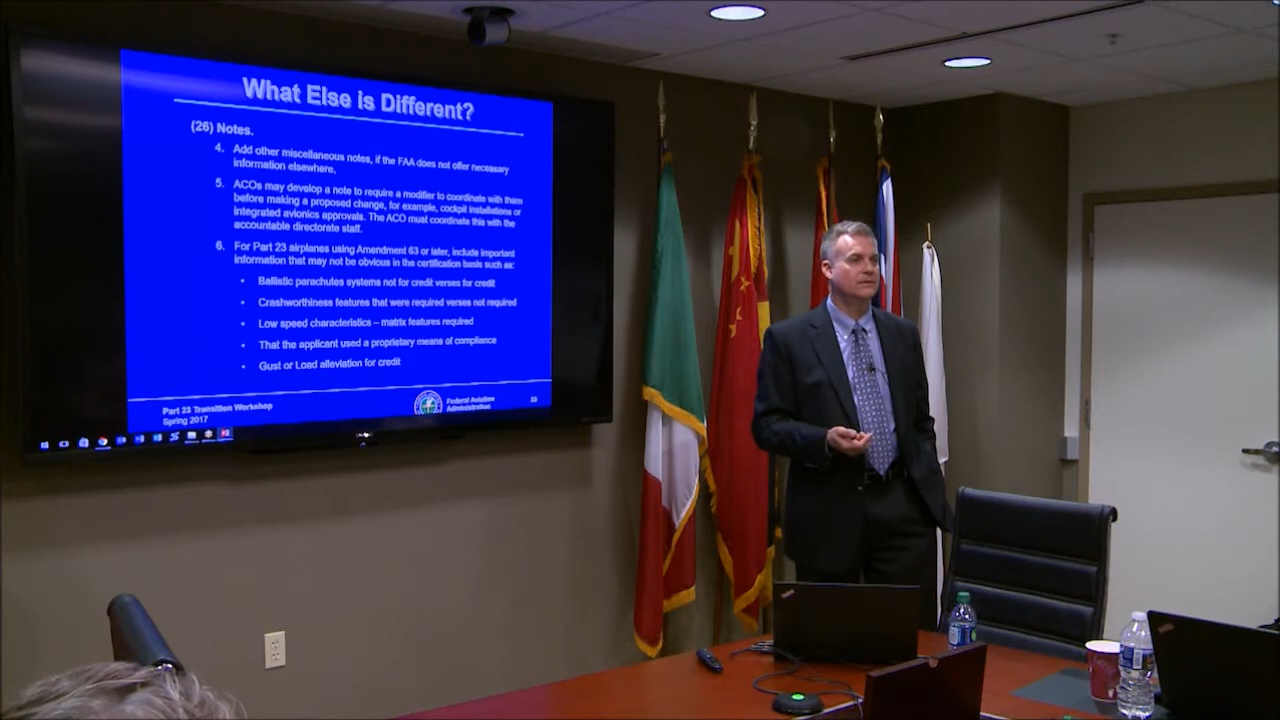 What Else is Different?
(26) Notes.
4. Add other miscellaneous notes, if the FAA does not offer necessary
information elsewhere,
5. ACOs may develop a note to require a modifier to coordinate with them
before making a proposed change, for example, cockpit installations or
integrated avionics approvals. The ACO must coordinate this with the
accountable directorate staff.
6. For Part 23 airplanes using Amendment 63 or later, include important
information that may not be obvious in the certification basis such as:
• Ballistic parachutes systems not for credit verses for credit
• Crashworthiness features that were required verses not required
• Low speed characteristics – matrix features required
• That the applicant used a proprietary means of compliance
• Gust or Load alleviation for credit
Part 23 Transition Workshop
Spring 2017
Federal Aviation
Administration
33